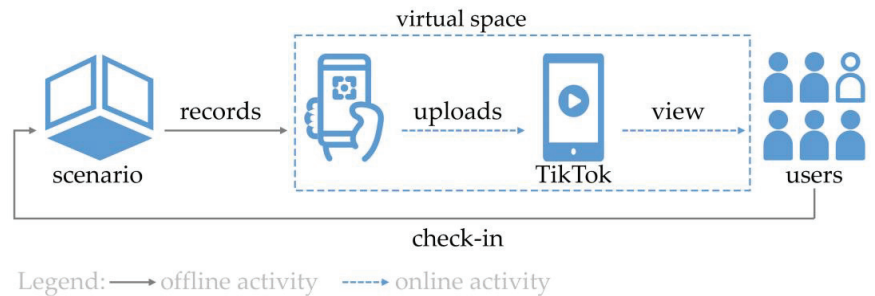 virtual space
records
uploads
view
scenario
TikTok
users
check-in
Legend: offline activity online activity